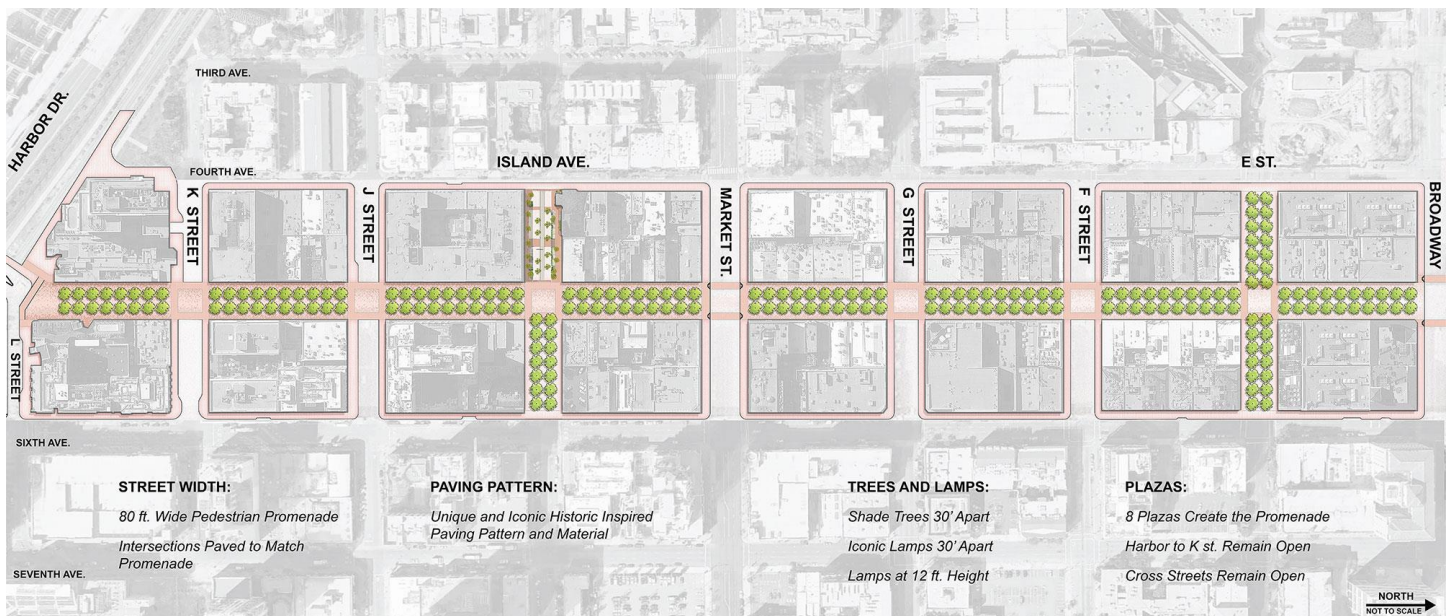 HARBOR DR.
THIRD AVE.
FOURTH AVE.
ISLAND AVE.
E ST.
K STREET
J STREET
MARKET ST.
G STREET
F STREET
BROADWAY
L STREET
SIXTH AVE.
SEVENTH AVE.
STREET WIDTH:
80 ft. Wide Pedestrian Promenade
Intersections Paved to Match
Promenade
PAVING PATTERN:
Unique and Iconic Historic Inspired
Paving Pattern and Material
TREES AND LAMPS:
Shade Trees 30' Apart
Iconic Lamps 30' Apart
Lamps at 12 ft. Height
PLAZAS:
8 Plazas Create the Promenade
Harbor to K st. Remain Open
Cross Streets Remain Open
NORTH
NOT TO SCALE